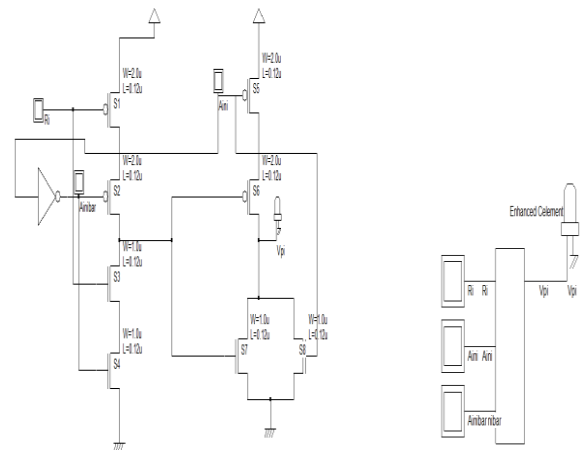 W=2.0u
L=0.12u
S1
Ri
W=2.0u
L=0.12u
S2
Ainibar
W=1.0u
L=0.12u
S3
W=1.0u
L=0.12u
S4
W=2.0u
L=0.12u
S5
Aini
W=2.0u
L=0.12u
S6
Vpi
W=1.0u
L=0.12u
S7
W=1.0u
L=0.12u
S8
Enhanced Celement
Ri Ri
Vpi Vpi
Aini Aini
Ainibar nibar